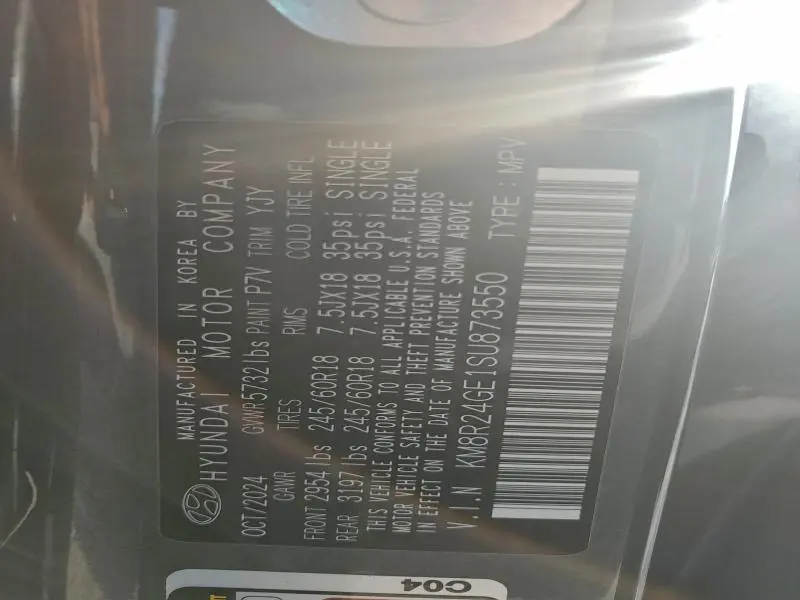 MANUFACTURED IN KOREA BY
HYUNDAI MOTOR COMPANY
OCT/2024 GVWR 5732 lbs PAINT P7V TRIM YJY
GAWR TIRES RIMS COLD TIRE INFL
FRONT 2954 lbs 245/60R18 7.5JX18 35psi SINGLE
REAR 3197 lbs 245/60R18 7.5JX18 35psi SINGLE
THIS VEHICLE CONFORMS TO ALL APPLICABLE U.S.A. FEDERAL
MOTOR VEHICLE SAFETY AND THEFT PREVENTION STANDARDS
IN EFFECT ON THE DATE OF MANUFACTURE SHOWN ABOVE
V.I.N KM8R24GE1SU873550 TYPE : MPV
C04